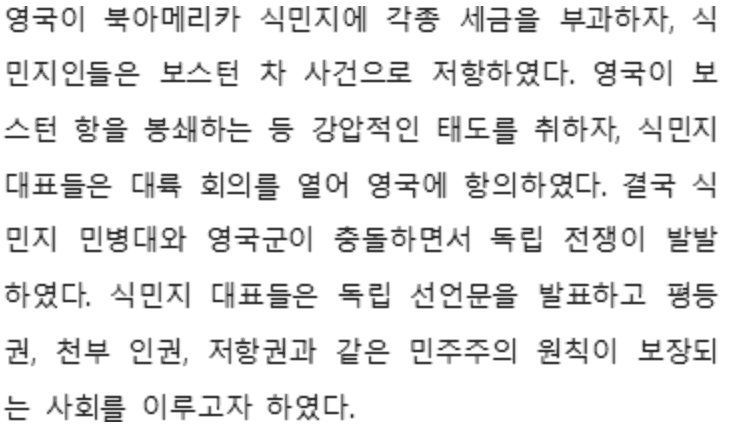 영국이 북아메리카 식민지에 각종 세금을 부과하자, 식
민지인들은 보스턴 차 사건으로 저항하였다. 영국이 보
스턴 항을 봉쇄하는 등 강압적인 태도를 취하자, 식민지
대표들은 대륙 회의를 열어 영국에 항의하였다. 결국 식
민지 민병대와 영국군이 충돌하면서 독립 전쟁이 발발
하였다. 식민지 대표들은 독립 선언문을 발표하고 평등
권, 천부 인권, 저항권과 같은 민주주의 원칙이 보장되
는 사회를 이루고자 하였다.